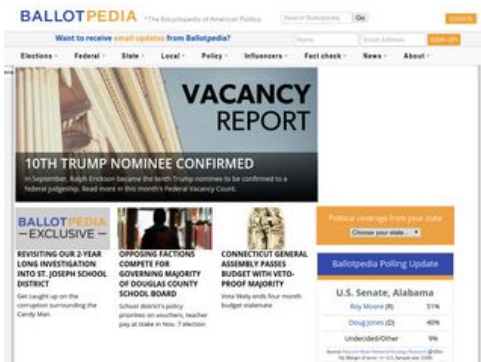 BALLOTPEDIA "The Encyclopedia of American Politics Search Ballotpedia Go DONATE
Want to receive email updates from Ballotpedia? Name Email Address SIGN UP!
Elections Federal State Local Policy Influencers Fact check News About
VACANCY
REPORT
10TH TRUMP NOMINEE CONFIRMED
In September, Ralph Erickson became the tenth Trump nominee to be confirmed to a
federal judgeship. Read more in this month's Federal Vacancy Count.
BALLOTPEDIA
— EXCLUSIVE —
REVISITING OUR 2-YEAR
LONG INVESTIGATION
INTO ST. JOSEPH SCHOOL
DISTRICT
Get caught up on the
corruption surrounding the
Candy Man
OPPOSING FACTIONS
COMPETE FOR
GOVERNING MAJORITY
OF DOUGLAS COUNTY
SCHOOL BOARD
School district's policy
priorities on vouchers, teacher
pay at stake in Nov. 7 election
CONNECTICUT GENERAL
ASSEMBLY PASSES
BUDGET WITH VETO-
PROOF MAJORITY
Vote likely ends four month
budget stalemate
Political coverage from your state
Choose your state...
Ballotpedia Polling Update
U.S. Senate, Alabama
Roy Moore (R) 51%
Doug Jones (D) 40%
Undecided/Other 9%